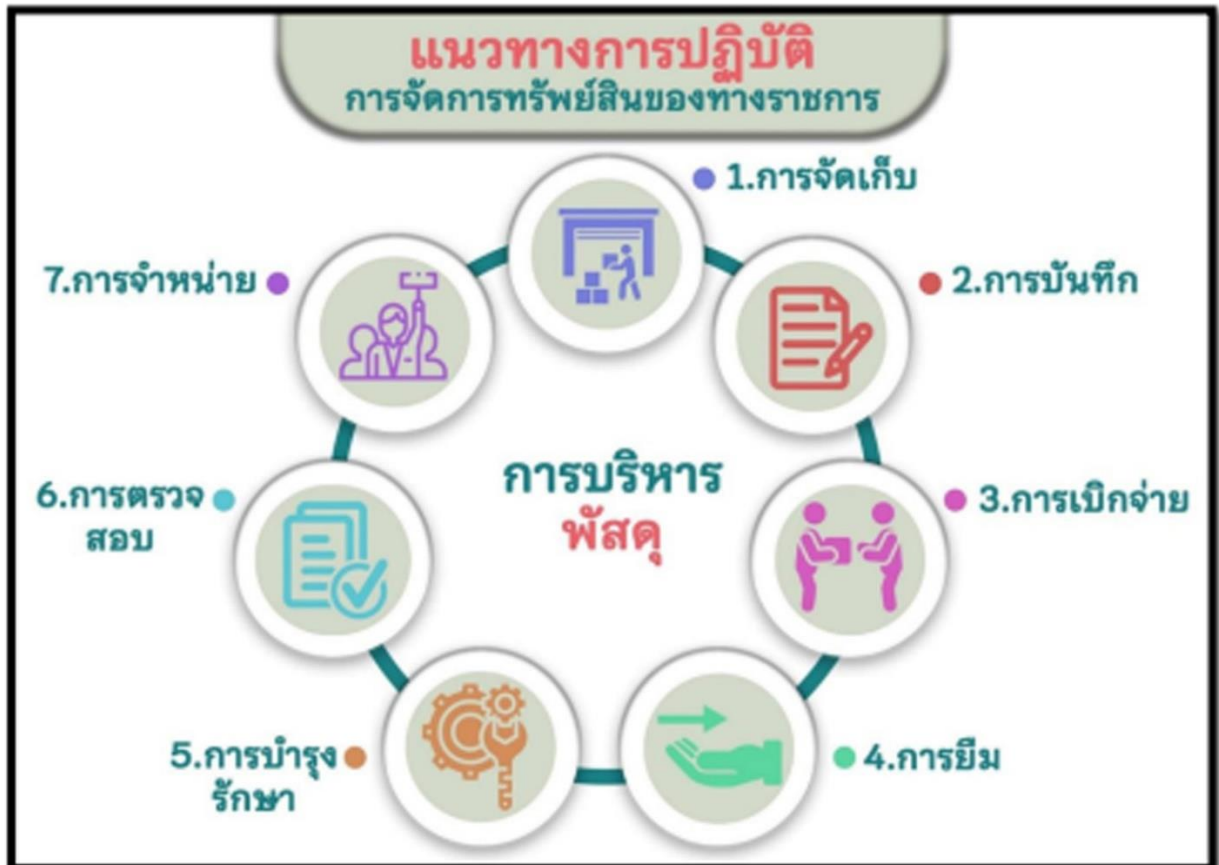 แนวทางการปฏิบัติ
การจัดการทรัพย์สินของทางราชการ
1.การจัดเก็บ
2.การบันทึก
3.การเบิกจ่าย
4.การยืม
5.การบำรุง
รักษา
6.การตรวจ
สอบ
7.การจำหน่าย
การบริหาร
พัสดุ